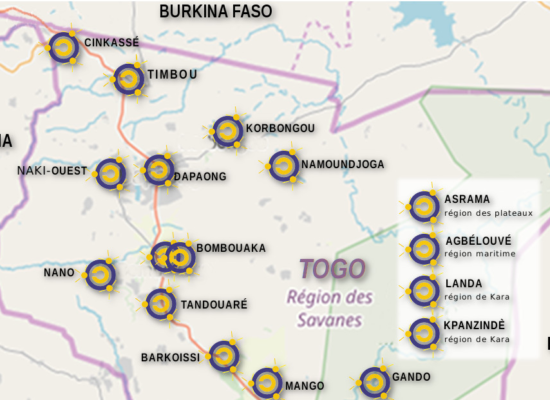 BURKINA FASO
CINKASSÉ
TIMBOU
KORBONGOU
NAMOUNDJOGA
NAKI-OUEST
DAPAONG
ASRAMA
région des plateaux
AGBÉLOUVÉ
région maritime
BOMBOUAKA
NANO
TOGO
Région des
Savanes
LANDA
région de Kara
TANDOUARÉ
KPANZINDÈ
région de Kara
BARKOISSI
MANGO
GANDO